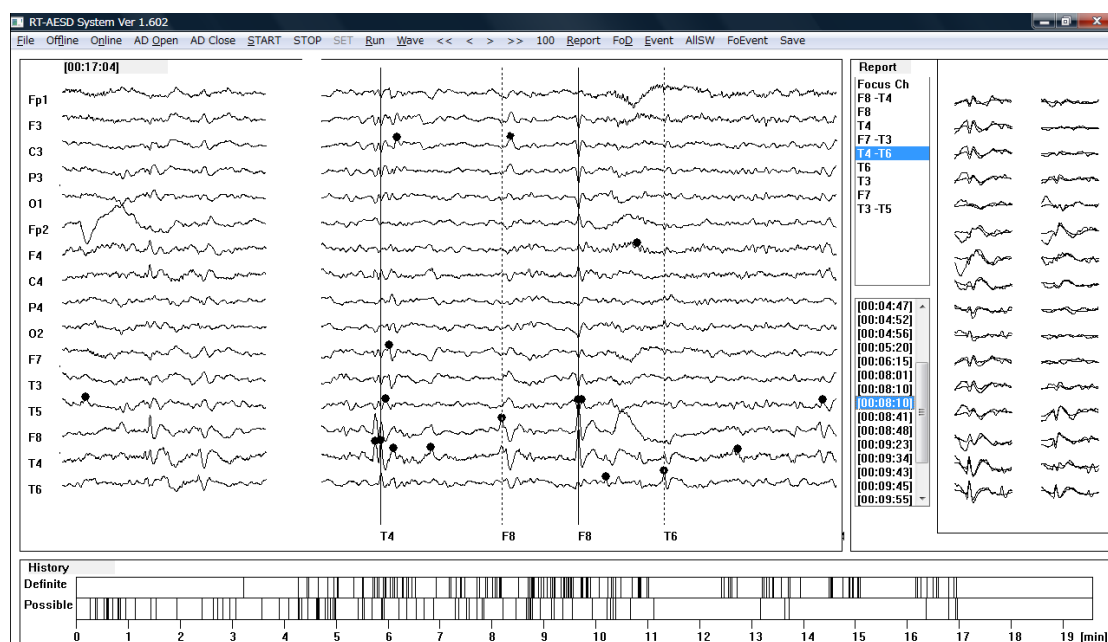 RT-AESD System Ver 1.602
File Offline Online AD Open AD Close START STOP SET Run Wave << < > >> 100 Report FoD Event AllSW FoEvent Save
[00:17:04]
Fp1
F3
C3
P3
O1
Fp2
F4
C4
P4
O2
F7
T3
T5
F8
T4
T6
T4 F8 F8 T6
Report
Focus Ch
F8 -T4
F8
T4
F7 -T3
T4 -T6
T6
T3
F7
T3 -T5
[00:04:47]
[00:04:52]
[00:04:56]
[00:05:20]
[00:06:15]
[00:08:01]
[00:08:10]
[00:08:10]
[00:08:41]
[00:08:48]
[00:09:23]
[00:09:34]
[00:09:43]
[00:09:45]
[00:09:55]
History
Definite
Possible
0 1 2 3 4 5 6 7 8 9 10 11 12 13 14 15 16 17 18 19 [min]